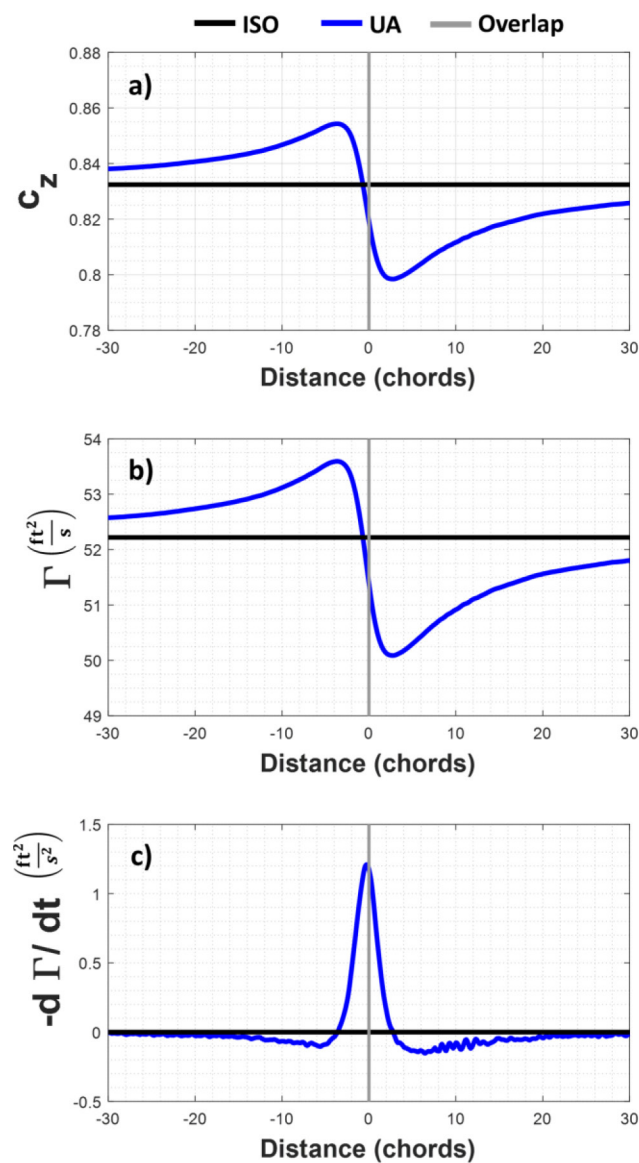 ISO UA Overlap
a)
0.88
0.86
0.84
0.82
0.8
0.78
c_z
-30 -20 -10 0 10 20 30
Distance (chords)
b)
54
53
52
51
50
49
Γ (ft²/s)
-30 -20 -10 0 10 20 30
Distance (chords)
c)
1.5
1
0.5
0
-0.5
-d Γ/ dt (ft²/s²)
-30 -20 -10 0 10 20 30
Distance (chords)